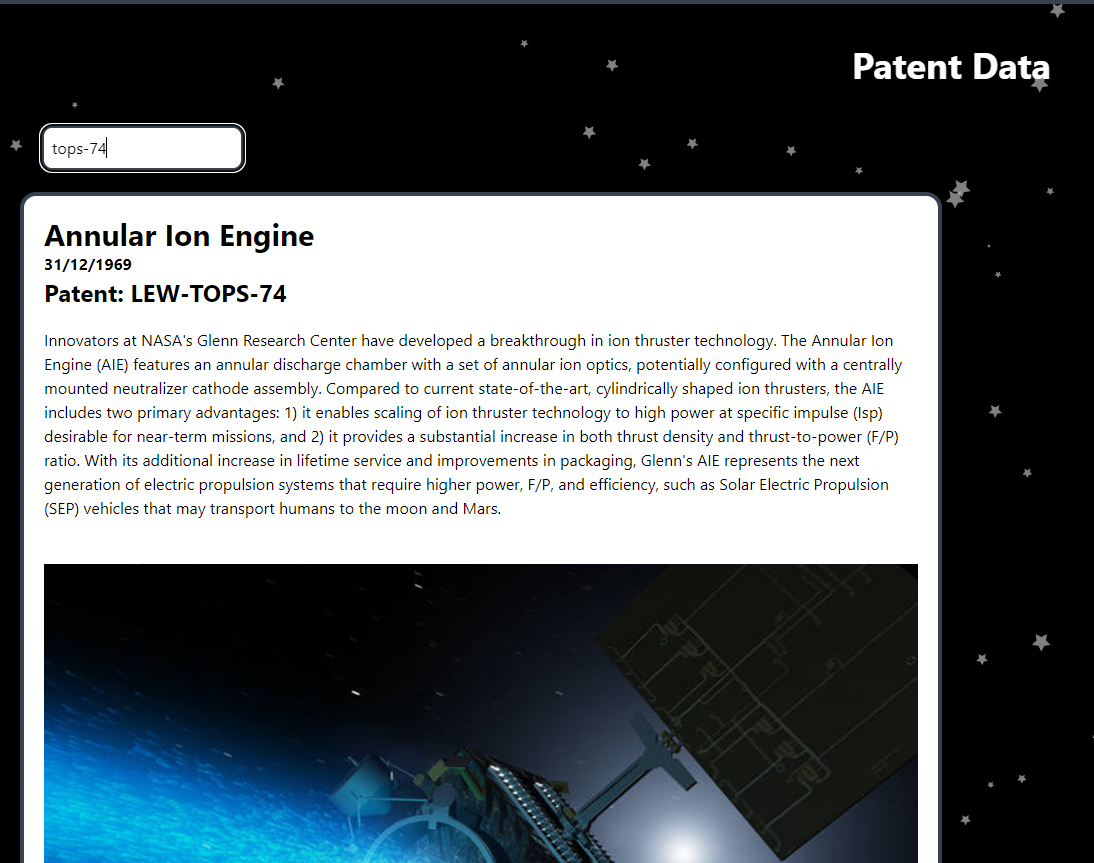 Patent Data
tops-74
Annular Ion Engine
31/12/1969
Patent: LEW-TOPS-74
Innovators at NASA's Glenn Research Center have developed a breakthrough in ion thruster technology. The Annular Ion
Engine (AIE) features an annular discharge chamber with a set of annular ion optics, potentially configured with a centrally
mounted neutralizer cathode assembly. Compared to current state-of-the-art, cylindrically shaped ion thrusters, the AIE
includes two primary advantages: 1) it enables scaling of ion thruster technology to high power at specific impulse (Isp)
desirable for near-term missions, and 2) it provides a substantial increase in both thrust density and thrust-to-power (F/P)
ratio. With its additional increase in lifetime service and improvements in packaging, Glenn's AIE represents the next
generation of electric propulsion systems that require higher power, F/P, and efficiency, such as Solar Electric Propulsion
(SEP) vehicles that may transport humans to the moon and Mars.